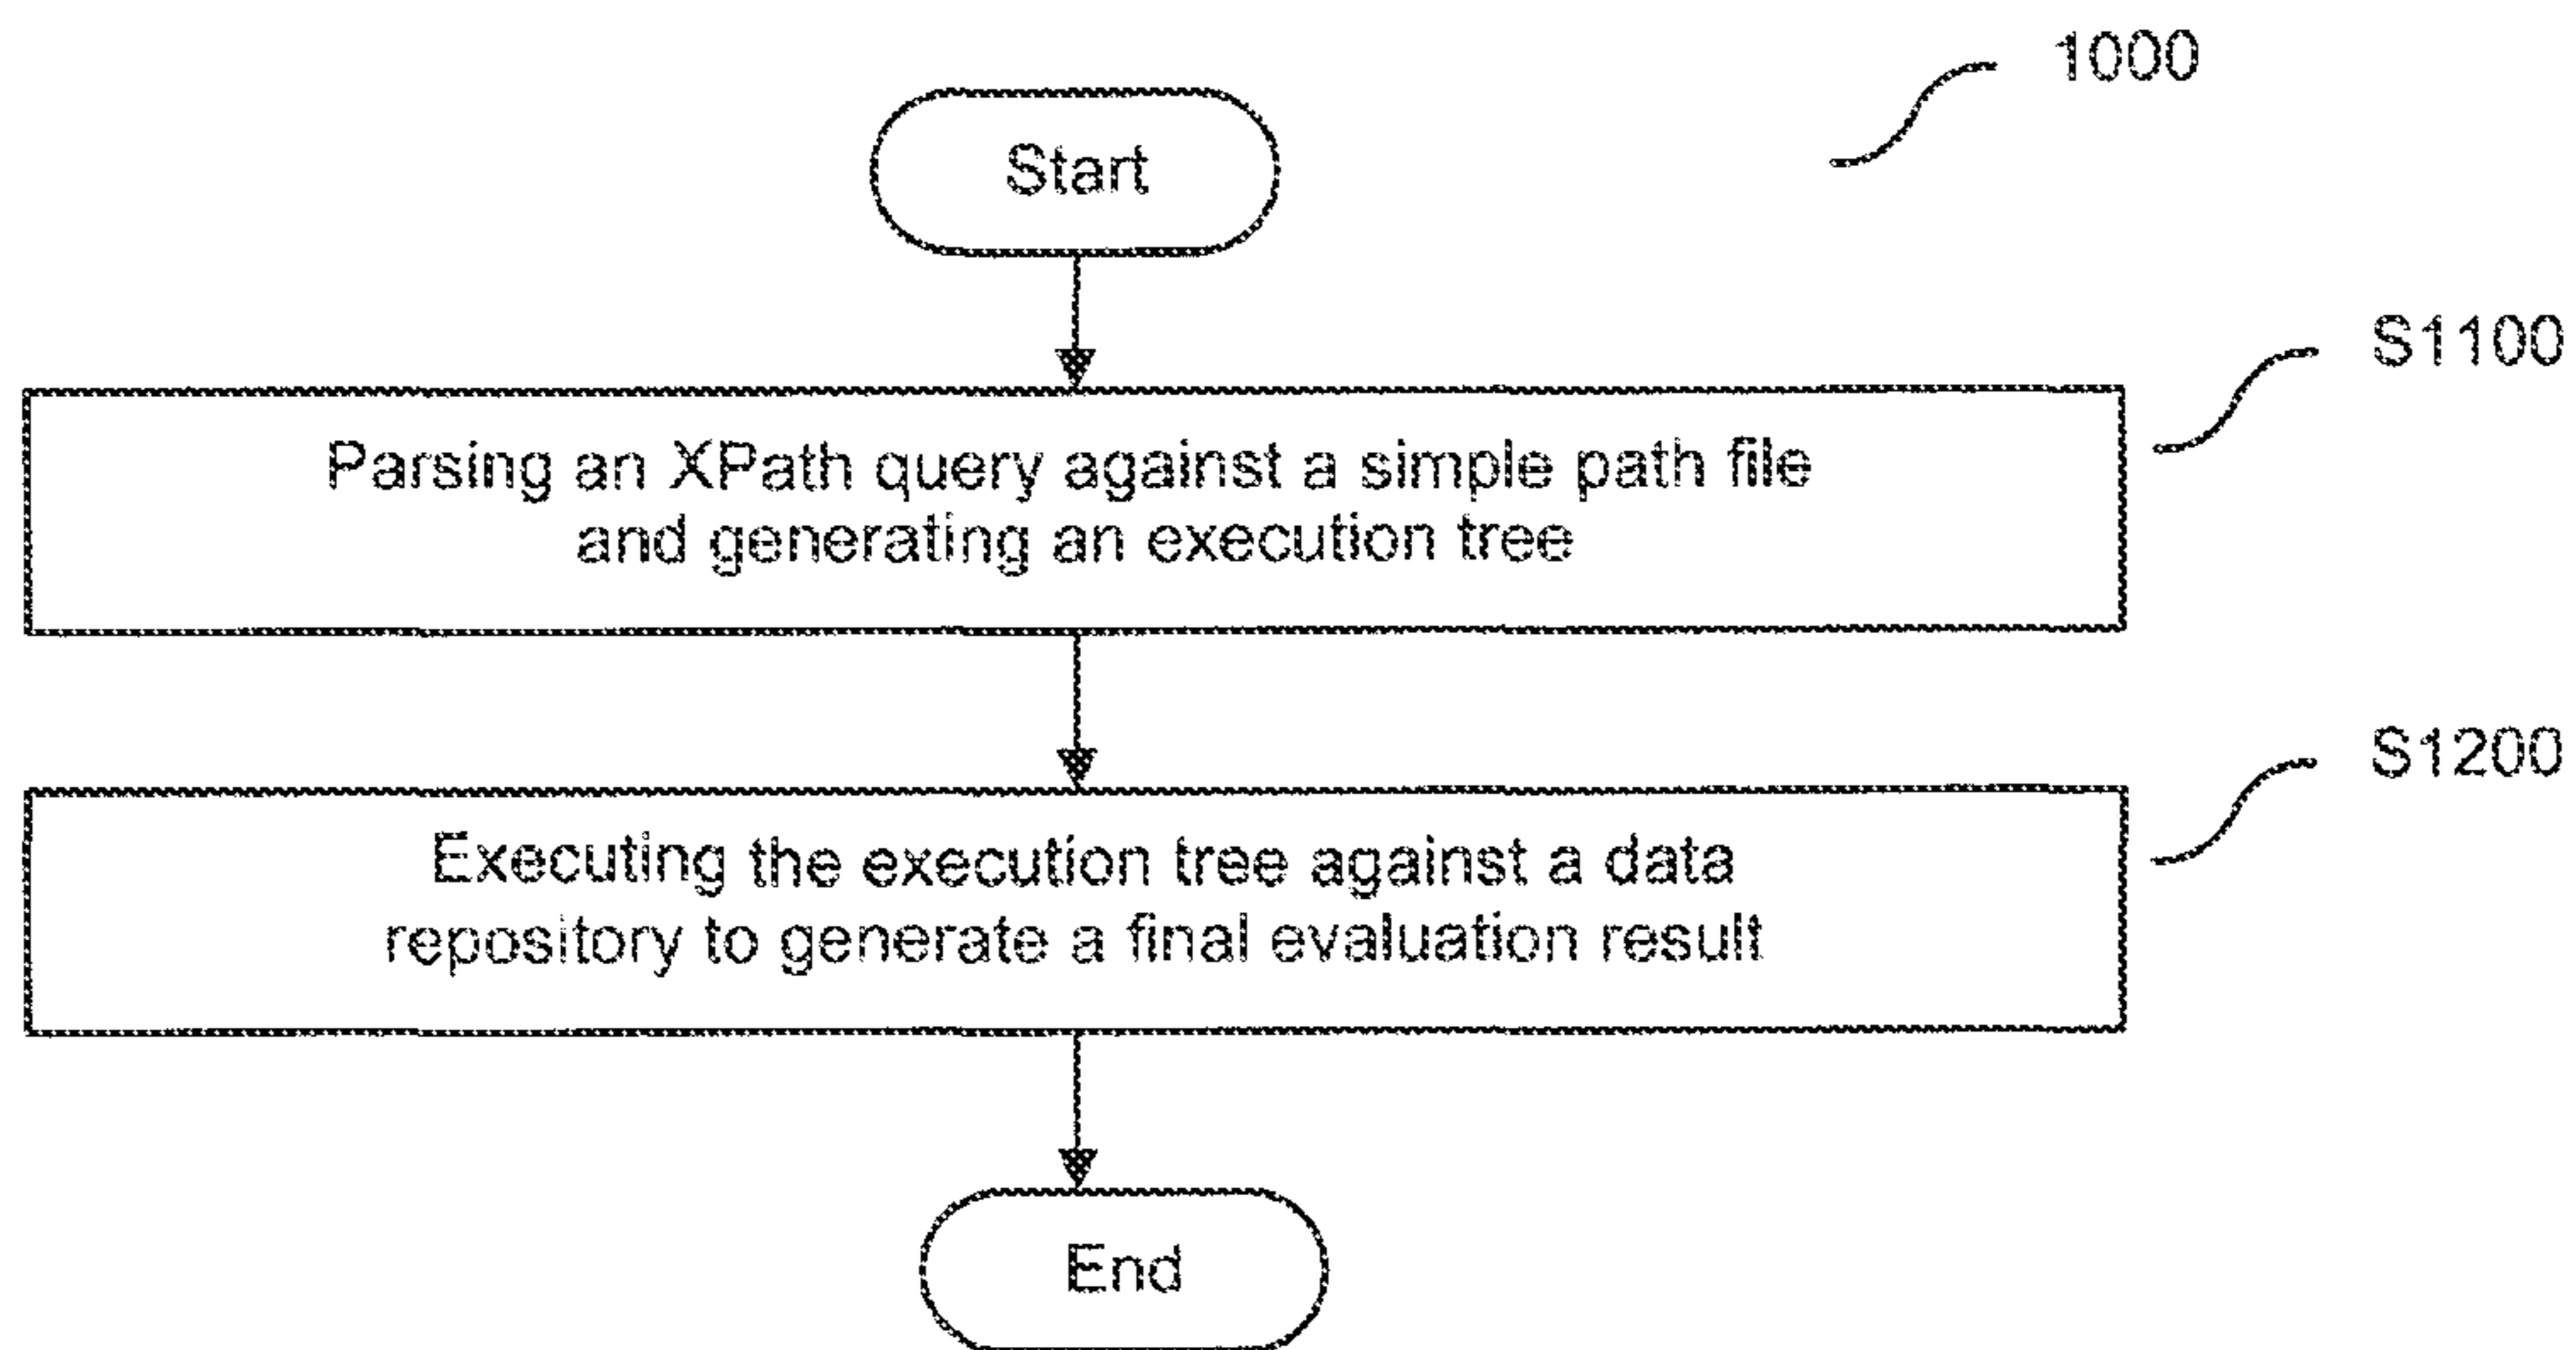 1000
Start
S1100
Parsing an XPath query against a simple path file
and generating an execution tree
S1200
Executing the execution tree against a data
repository to generate a final evaluation result
End